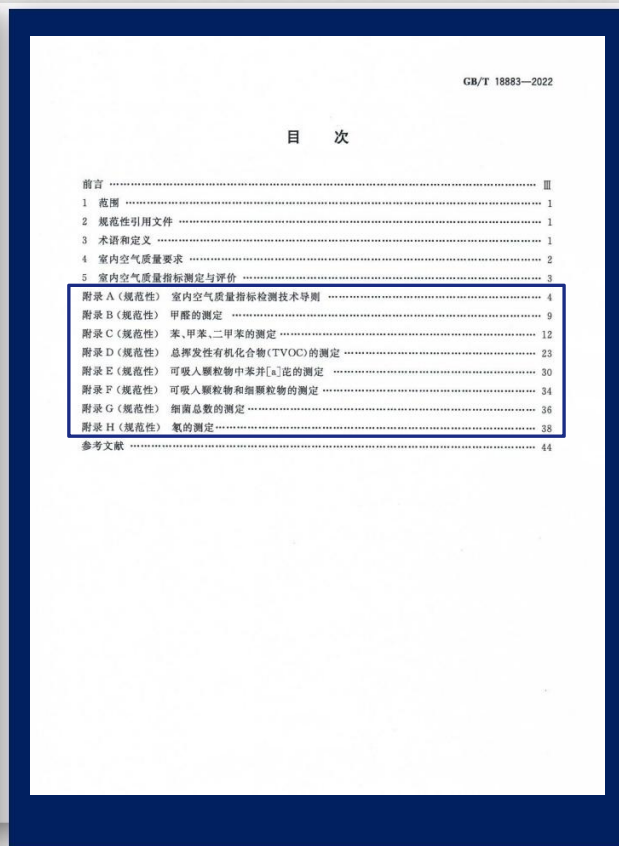 GB/T 18883—2022
目 次
前言 …… Ⅲ
1 范围 …… 1
2 规范性引用文件 …… 1
3 术语和定义 …… 1
4 室内空气质量要求 …… 2
5 室内空气质量指标测定与评价 …… 3
附录 A(规范性) 室内空气质量指标检测技术导则 …… 4
附录 B(规范性) 甲醛的测定 …… 9
附录 C(规范性) 苯、甲苯、二甲苯的测定 …… 12
附录 D(规范性) 总挥发性有机化合物(TVOC)的测定 …… 23
附录 E(规范性) 可吸入颗粒物中苯并[a]芘的测定 …… 30
附录 F(规范性) 可吸入颗粒物和细颗粒物的测定 …… 34
附录 G(规范性) 细菌总数的测定 …… 36
附录 H(规范性) 氡的测定 …… 38
参考文献 …… 44